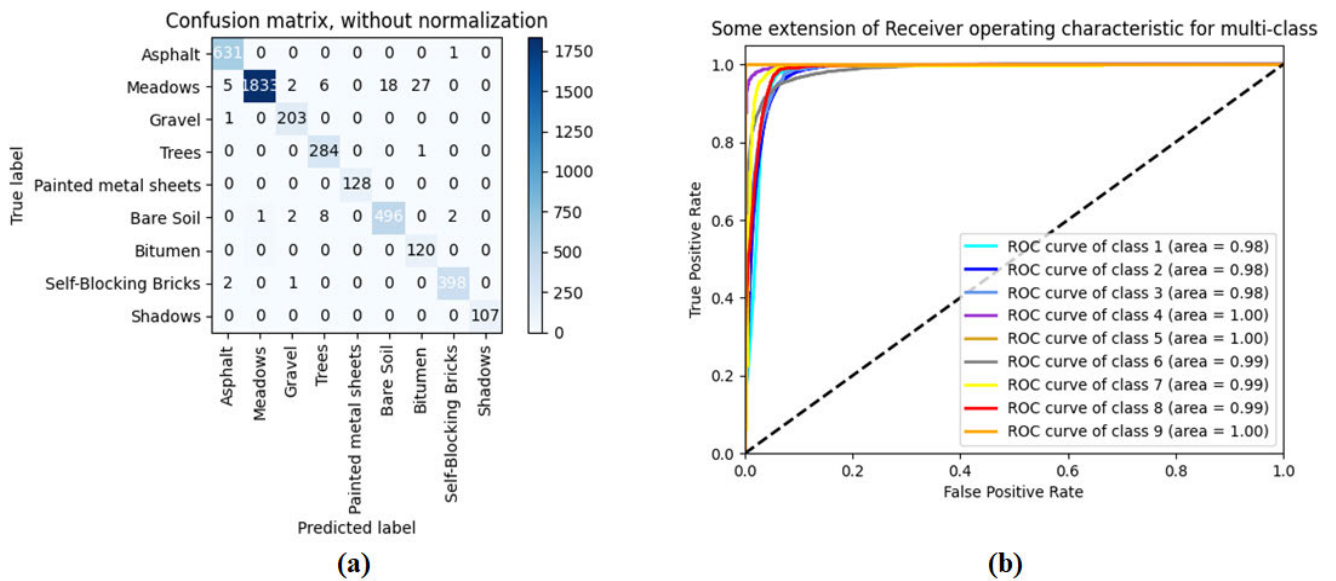 Confusion matrix, without normalization
True label
Asphalt 631 0 0 0 0 0 0 1 0
Meadows 5 1833 2 6 0 18 27 0 0
Gravel 1 0 203 0 0 0 0 0 0
Trees 0 0 0 284 0 0 1 0 0
Painted metal sheets 0 0 0 0 128 0 0 0 0
Bare Soil 0 1 2 8 0 496 0 2 0
Bitumen 0 0 0 0 0 0 120 0 0
Self-Blocking Bricks 2 0 1 0 0 0 0 398 0
Shadows 0 0 0 0 0 0 0 0 107
Asphalt
Meadows
Gravel
Trees
Painted metal sheets
Bare Soil
Bitumen
Self-Blocking Bricks
Shadows
Predicted label
1750
1500
1250
1000
750
500
250
0
(a)
Some extension of Receiver operating characteristic for multi-class
True Positive Rate
1.0
0.8
0.6
0.4
0.2
0.0
ROC curve of class 1 (area = 0.98)
ROC curve of class 2 (area = 0.98)
ROC curve of class 3 (area = 0.98)
ROC curve of class 4 (area = 1.00)
ROC curve of class 5 (area = 1.00)
ROC curve of class 6 (area = 0.99)
ROC curve of class 7 (area = 0.99)
ROC curve of class 8 (area = 0.99)
ROC curve of class 9 (area = 1.00)
0.0 0.2 0.4 0.6 0.8 1.0
False Positive Rate
(b)